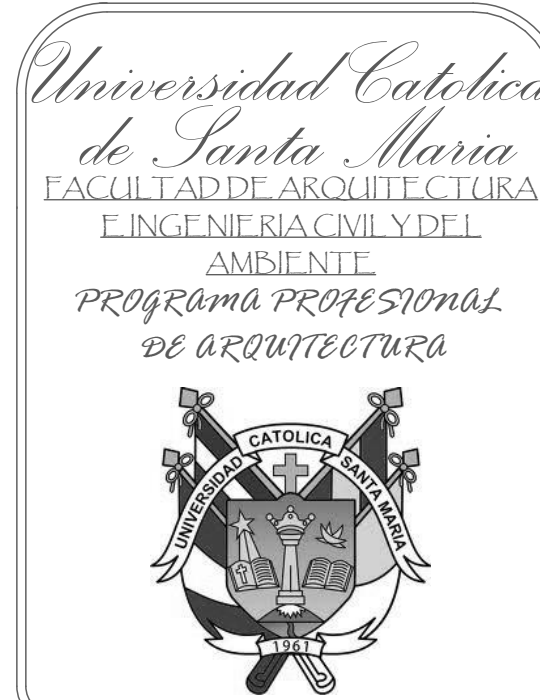 Universidad Catolica
de Santa Maria
FACULTAD DE ARQUITECTURA
E INGENIERIA CIVIL Y DEL
AMBIENTE
PROGRAMA PROFESIONAL
DE ARQUITECTURA
UNIVERSIDAD CATOLICA SANTA MARIA
1961